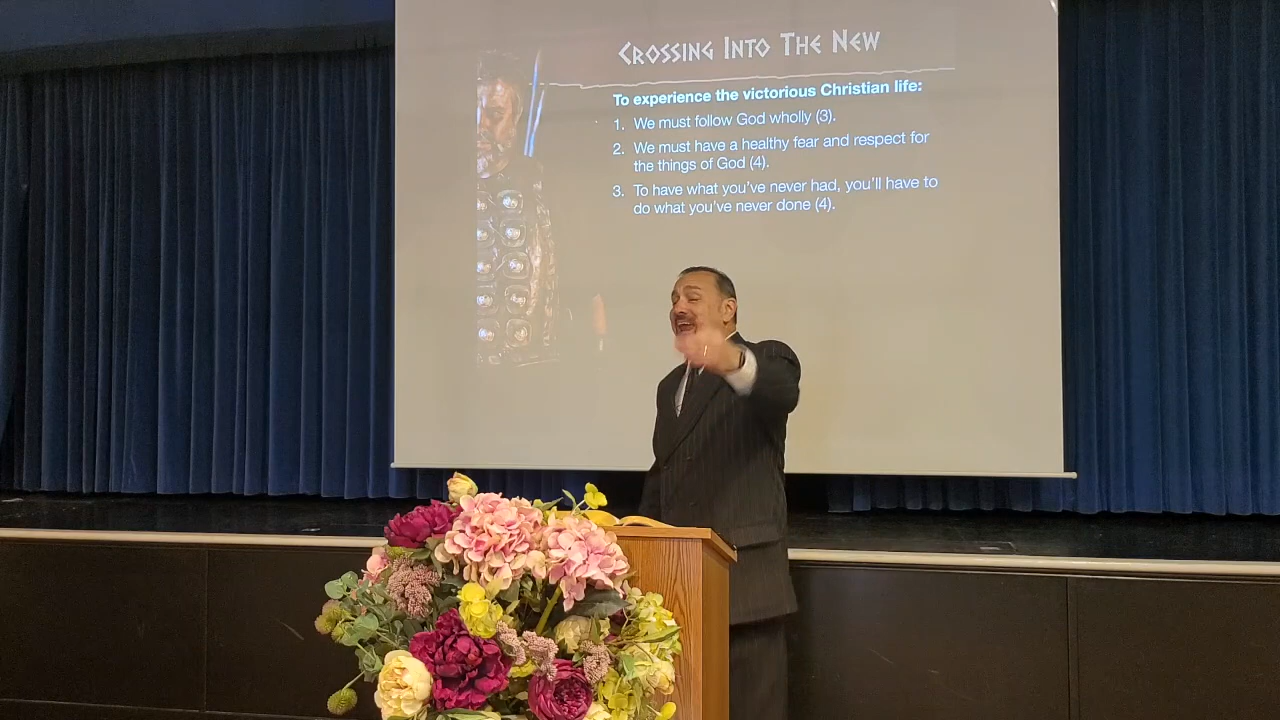 Crossing Into The New
To experience the victorious Christian life:
1. We must follow God wholly (3).
2. We must have a healthy fear and respect for
the things of God (4).
3. To have what you've never had, you'll have to
do what you've never done (4).